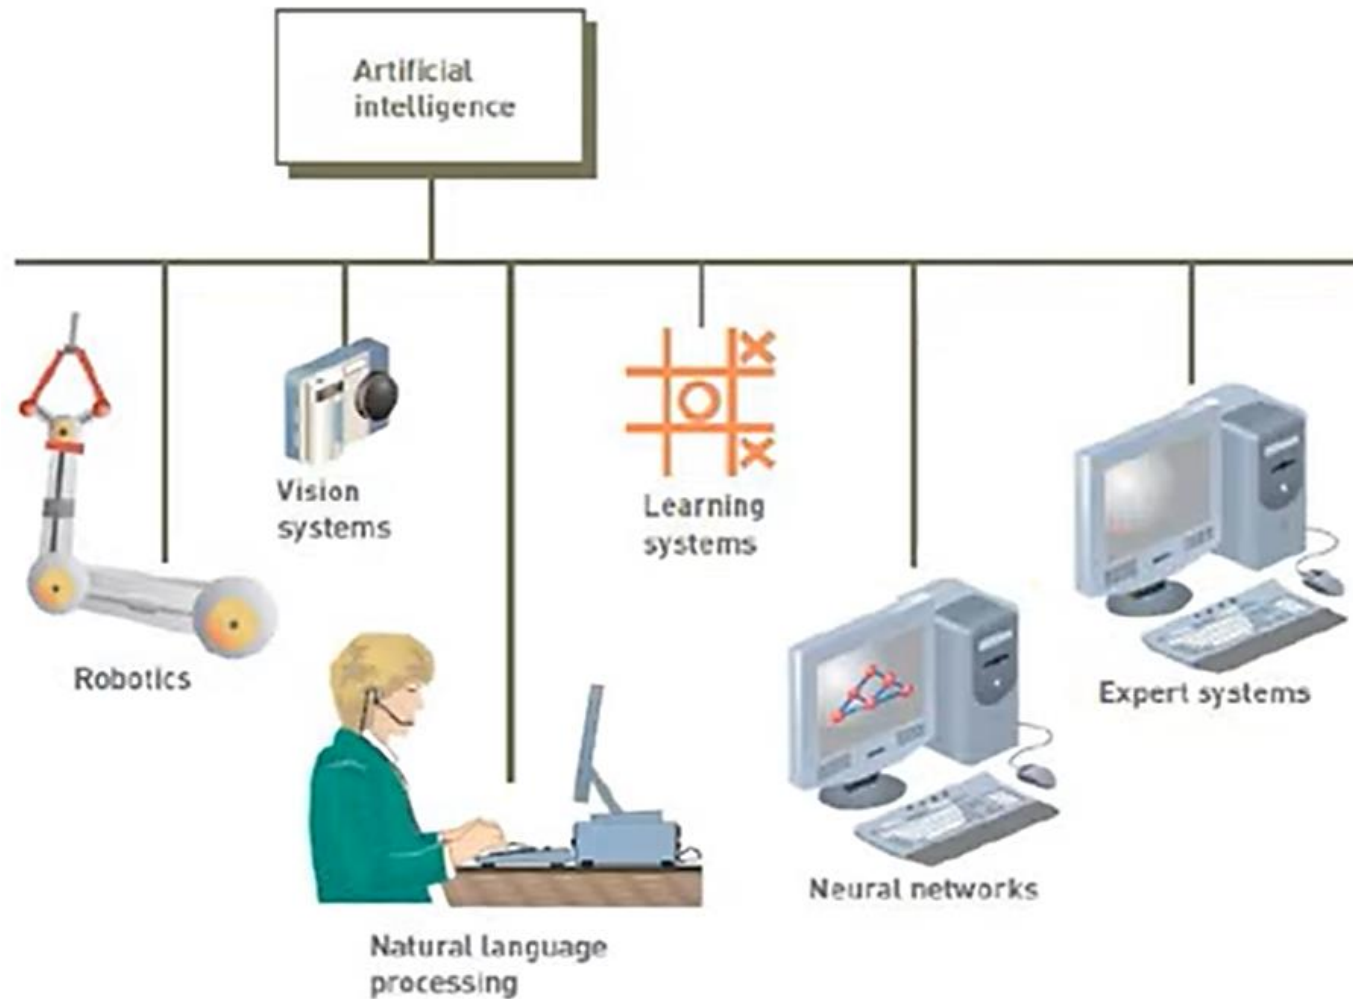 Artificial
intelligence
Vision
systems
Learning
systems
Robotics
Expert systems
Neural networks
Natural language
processing